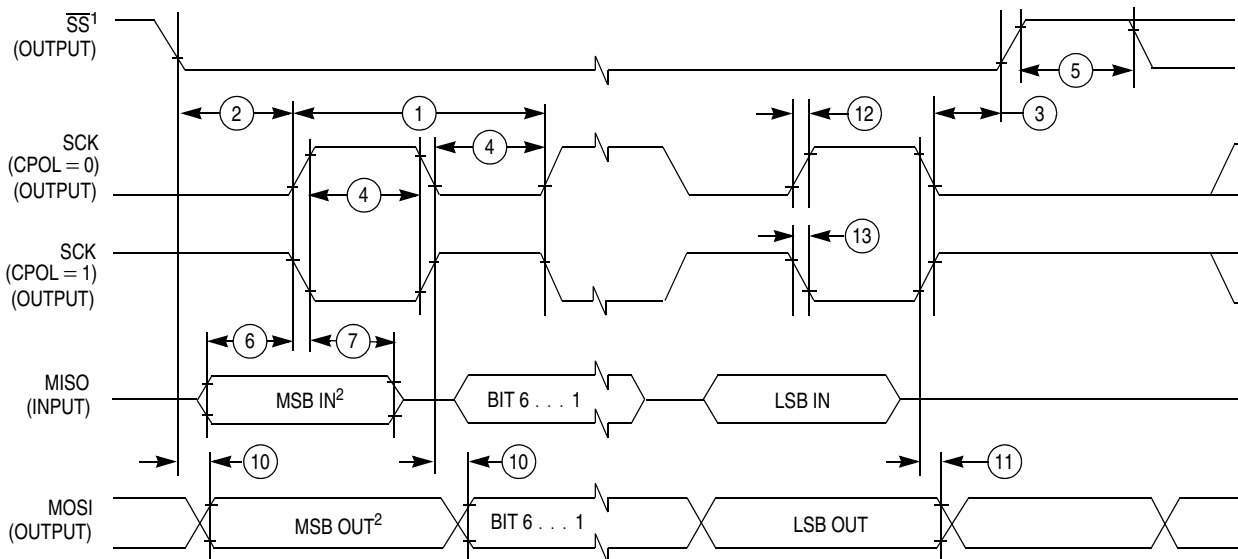 SS¹
(OUTPUT)
5
2
1
12
3
SCK
(CPOL = 0)
(OUTPUT)
4
4
SCK
(CPOL = 1)
(OUTPUT)
13
6
7
MISO
(INPUT)
MSB IN²
BIT 6 . . . 1
LSB IN
10
10
11
MOSI
(OUTPUT)
MSB OUT²
BIT 6 . . . 1
LSB OUT